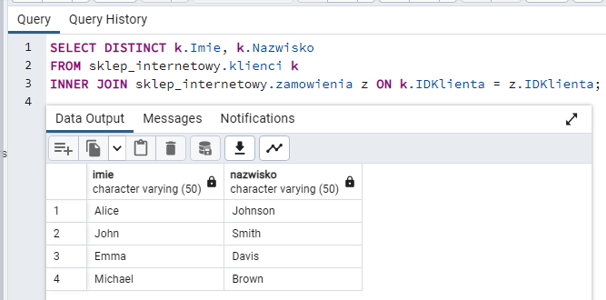 Query Query History
1 SELECT DISTINCT k.Imie, k.Nazwisko
2 FROM sklep_internetowy.klienci k
3 INNER JOIN sklep_internetowy.zamowienia z ON k.IDKlienta = z.IDKlienta;
4
Data Output Messages Notifications
imie nazwisko
character varying (50) character varying (50)
1 Alice Johnson
2 John Smith
3 Emma Davis
4 Michael Brown